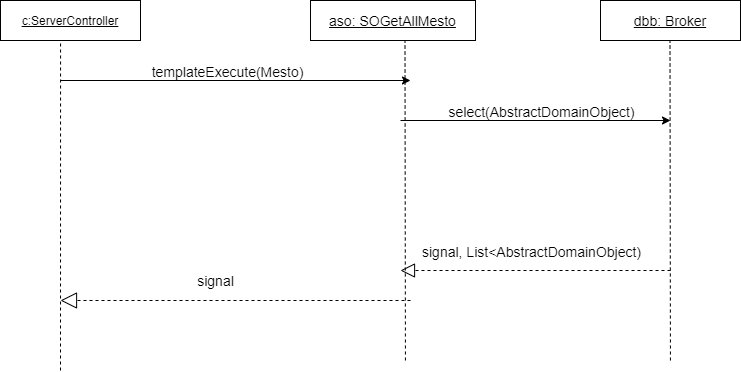 c:ServerController
aso: SOGetAllMesto
dbb: Broker
templateExecute(Mesto)
select(AbstractDomainObject)
signal, List<AbstractDomainObject)
signal